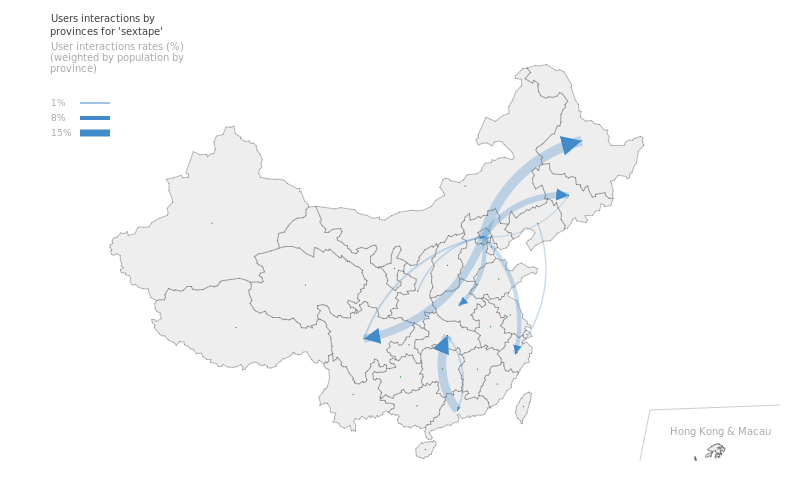 Users interactions by
provinces for 'sextape'
User interactions rates (%)
(weighted by population by
province)
1%
8%
15%
Hong Kong & Macau